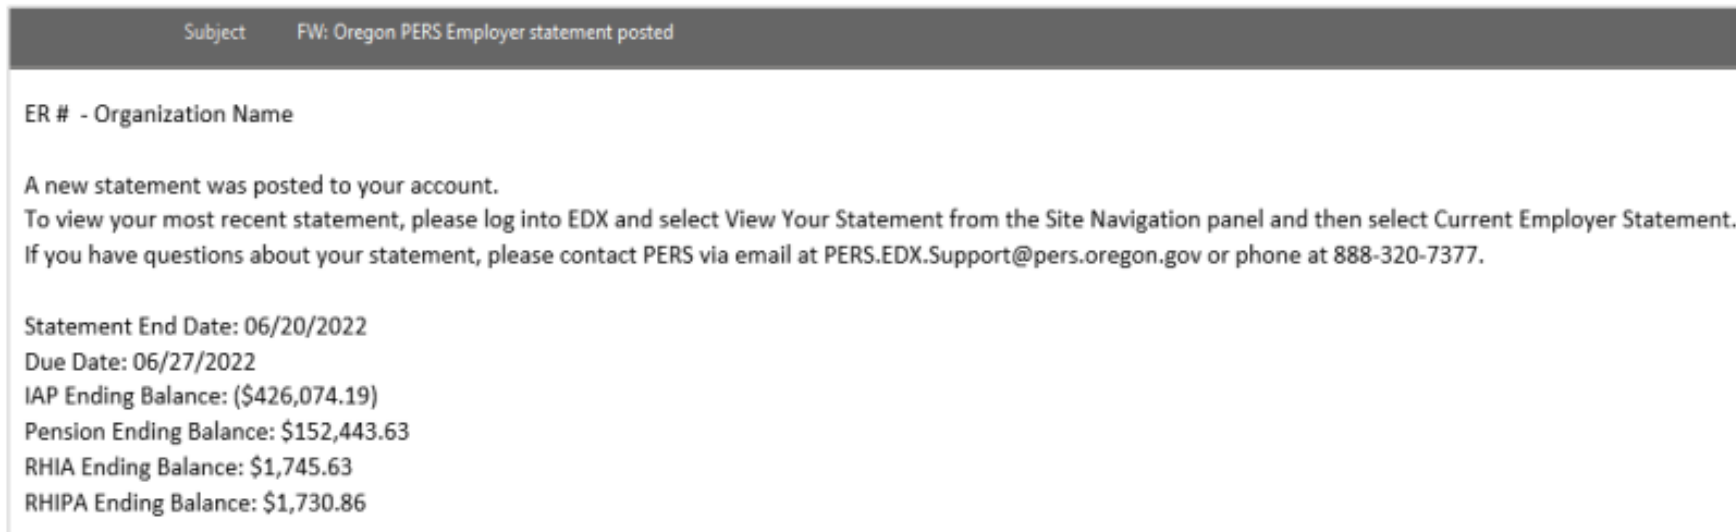 Subject FW: Oregon PERS Employer statement posted
ER # - Organization Name
A new statement was posted to your account.
To view your most recent statement, please log into EDX and select View Your Statement from the Site Navigation panel and then select Current Employer Statement.
If you have questions about your statement, please contact PERS via email at PERS.EDX.Support@pers.oregon.gov or phone at 888-320-7377.
Statement End Date: 06/20/2022
Due Date: 06/27/2022
IAP Ending Balance: ($426,074.19)
Pension Ending Balance: $152,443.63
RHIA Ending Balance: $1,745.63
RHIPA Ending Balance: $1,730.86